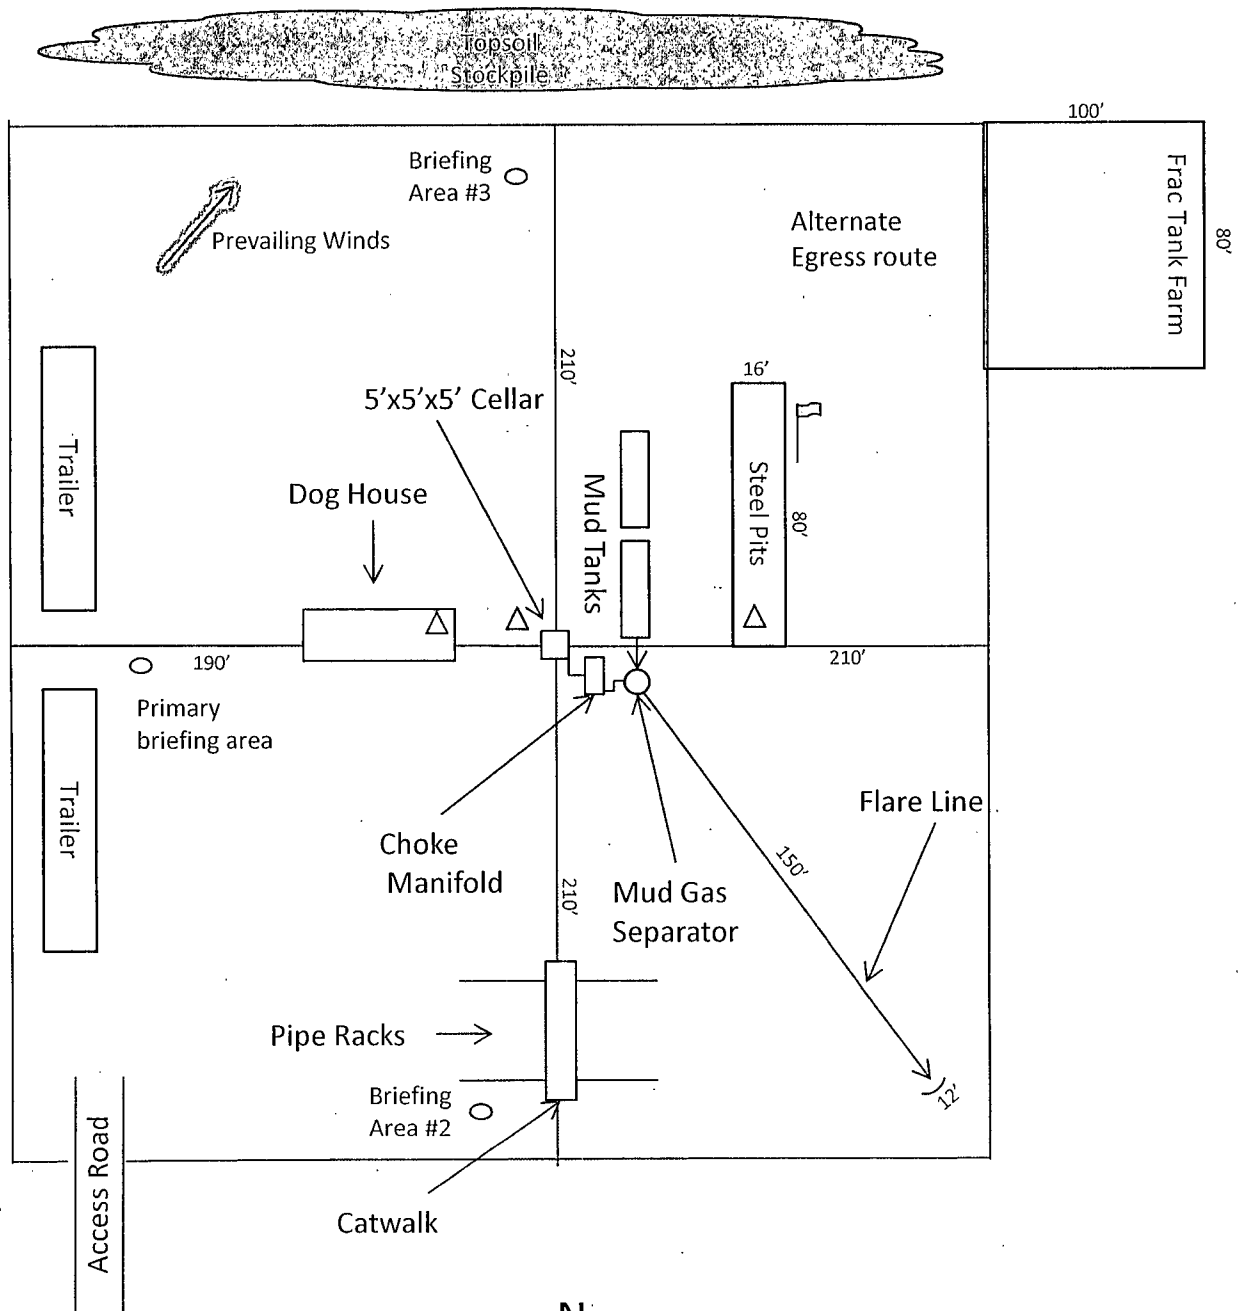 Topsoil
Stockpile
100’
Briefing
Area #3
Prevailing Winds
Alternate
Egress route
Frac Tank Farm
80’
210’
16’
5’x5’x5’ Cellar
Trailer
Dog House
Mud Tanks
Steel Pits
80’
190’
210’
Primary
briefing area
Trailer
Flare Line
Choke
Manifold
150’
210’
Mud Gas
Separator
Pipe Racks
Briefing
Area #2
12’
Access Road
Catwalk
N